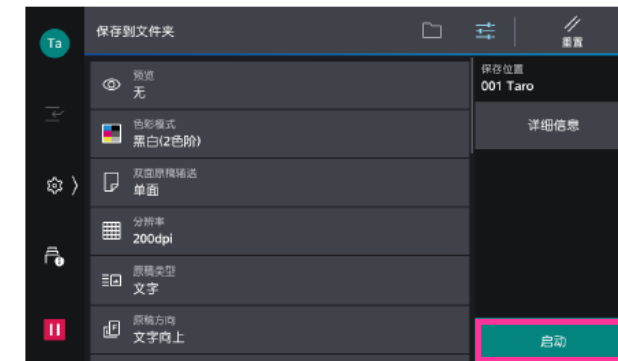 Ta
保存到文件夹
重置
预览
无
色彩模式
黑白(2色阶)
双面原稿输送
单面
分辨率
200dpi
原稿类型
文字
原稿方向
文字向上
保存位置
001 Taro
详细信息
启动